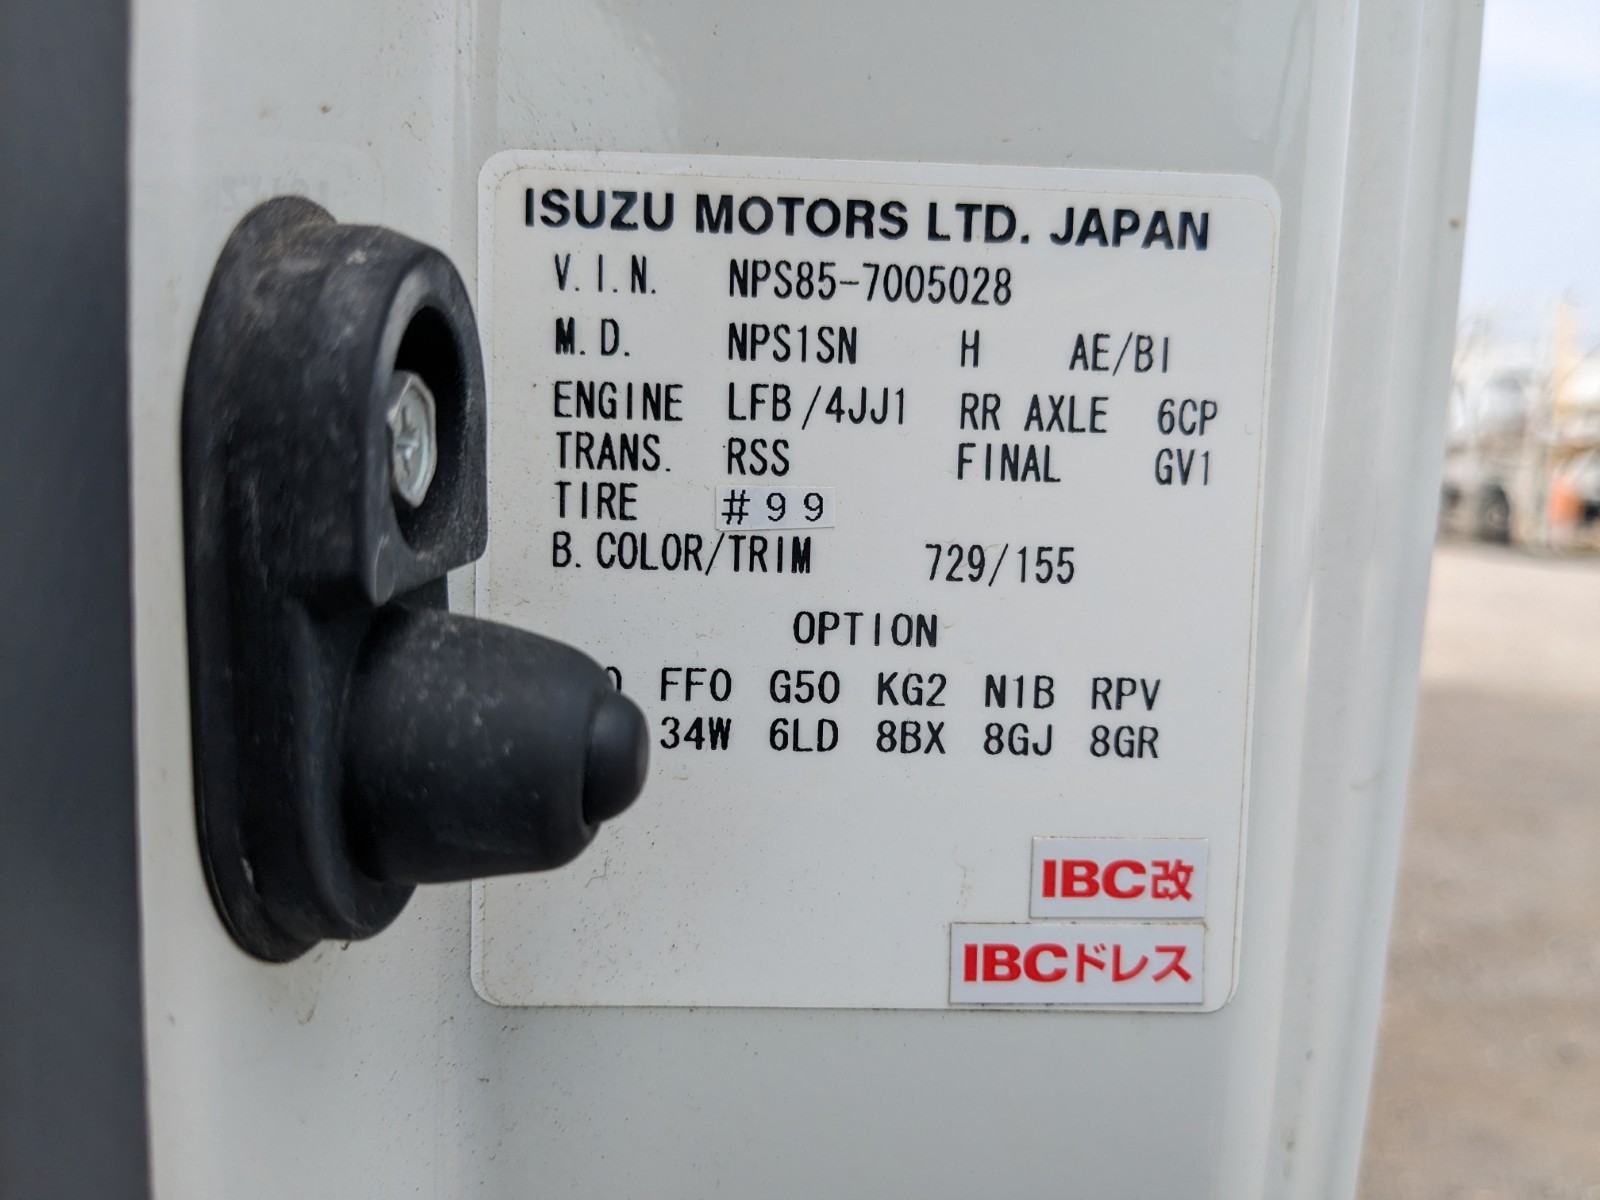 ISUZU MOTORS LTD. JAPAN
V.I.N. NPS85-7005028
M.D. NPS1SN H AE/BI
ENGINE LFB/4JJ1 RR AXLE 6CP
TRANS. RSS FINAL GV1
TIRE #99
B.COLOR/TRIM 729/155
OPTION
FF0 G50 KG2 N1B RPV
34W 6LD 8BX 8GJ 8GR
IBC改
IBCドレス